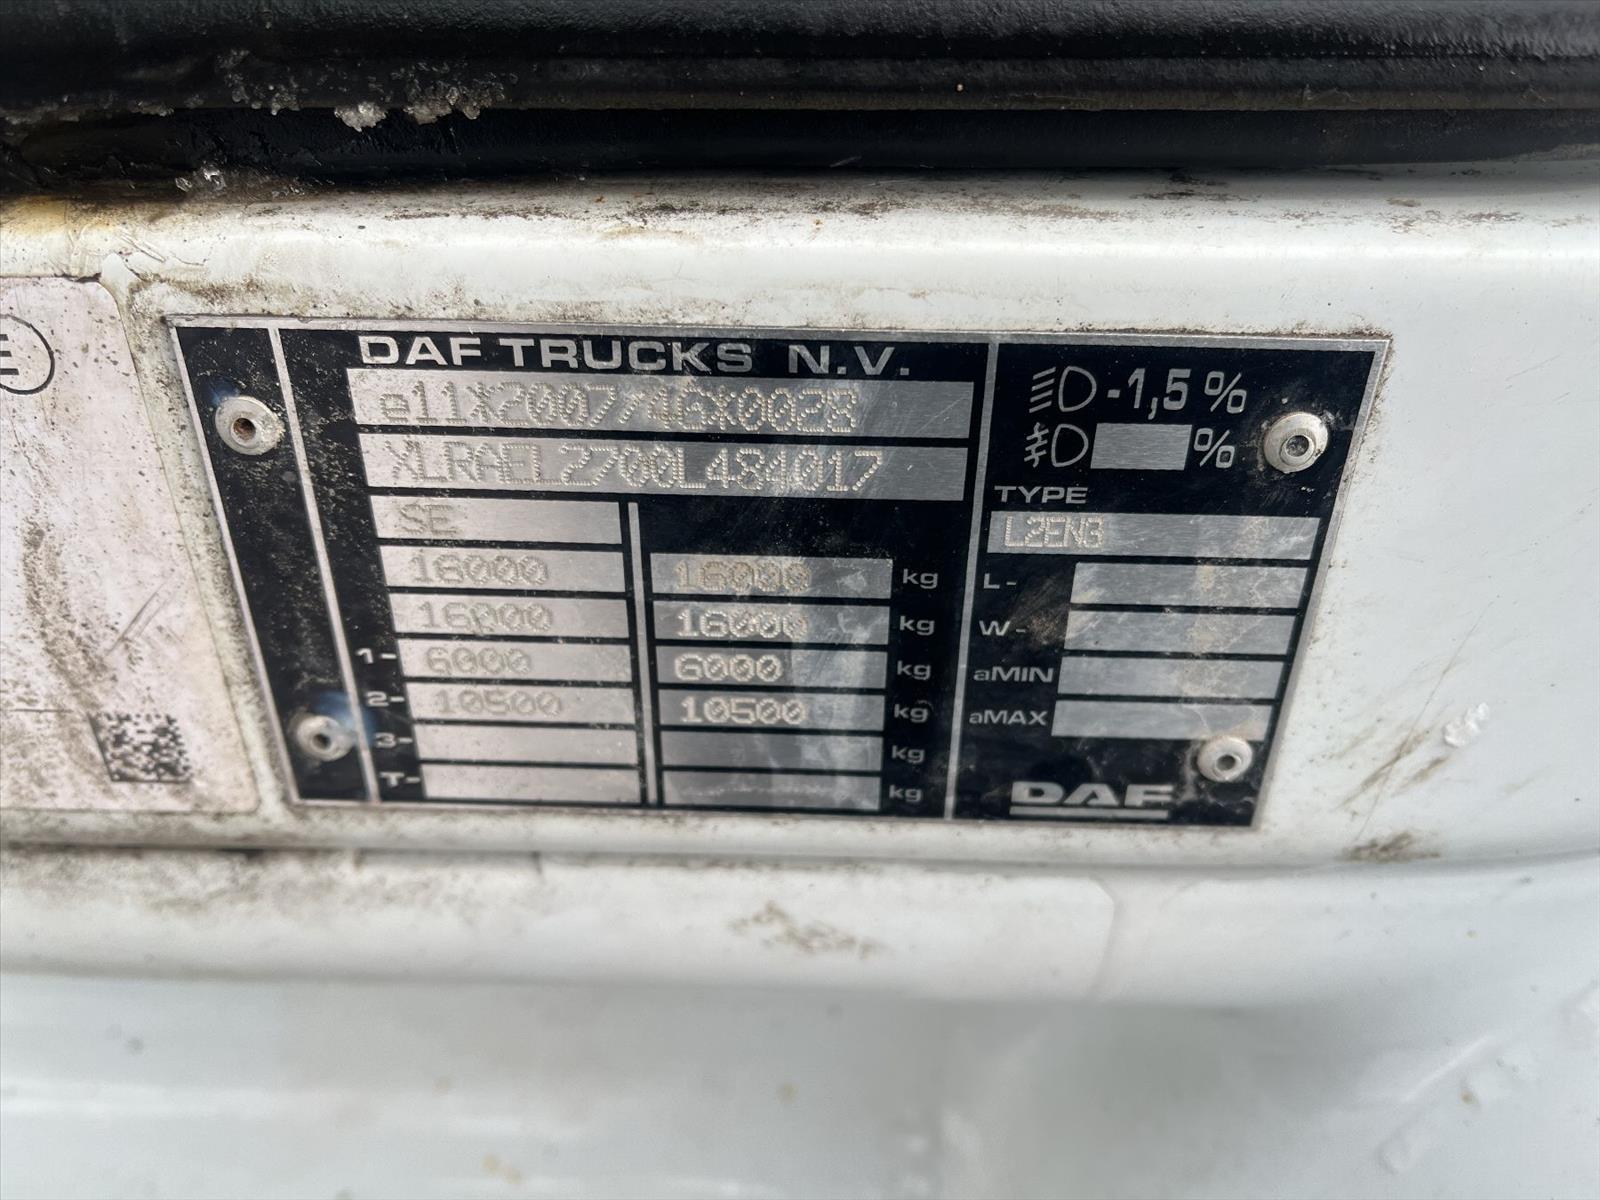 E
DAF TRUCKS N.V.
e11X2007/46X0028
XLRAEL2700L484017
SE
16000 16000 kg
16000 16000 kg
1- 6000 6000 kg
2- 10500 10500 kg
3- kg
T- kg
-1,5 %
%
TYPE
L2EN3
L-
W-
aMIN
aMAX
DAF